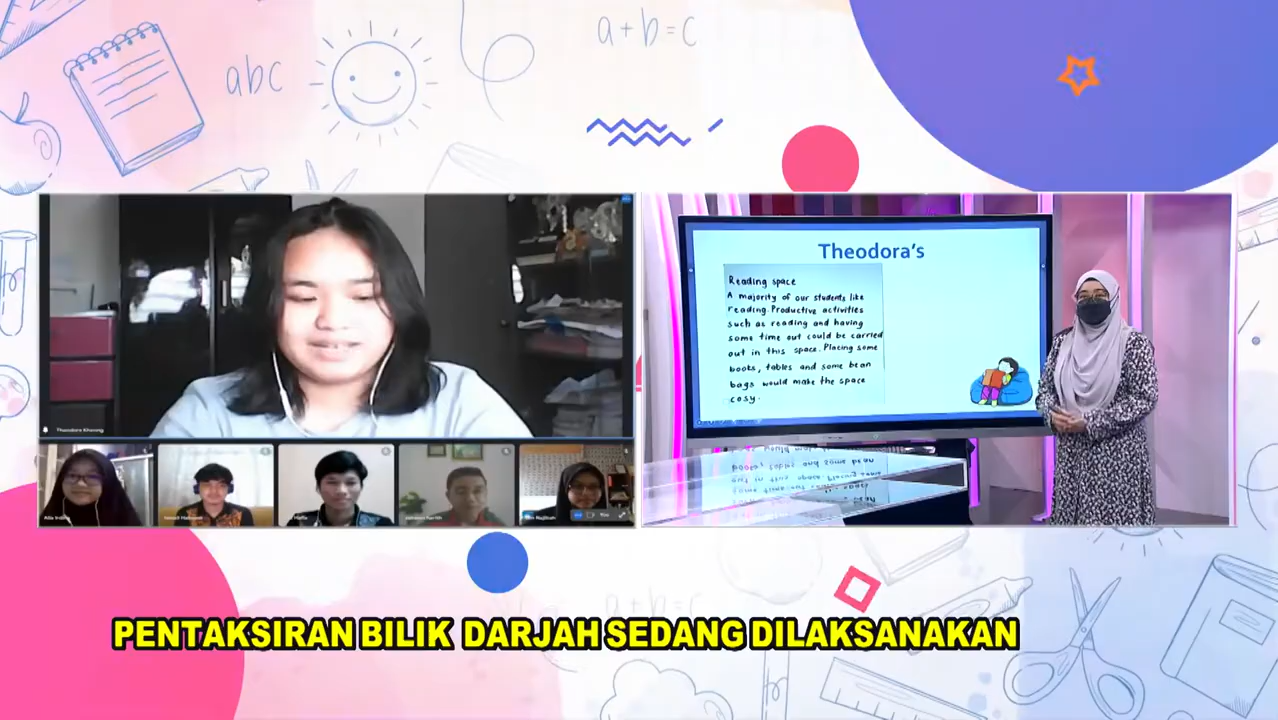 a+b=c
abc
Theodora's
Reading space
A majority of our students like
reading. Productive activities
such as reading and having
some time out could be carried
out in this space. Placing some
books, tables and some bean
bags would make the space
cosy.
Theodora Kheong
PENTAKSIRAN BILIK DARJAH SEDANG DILAKSANAKAN